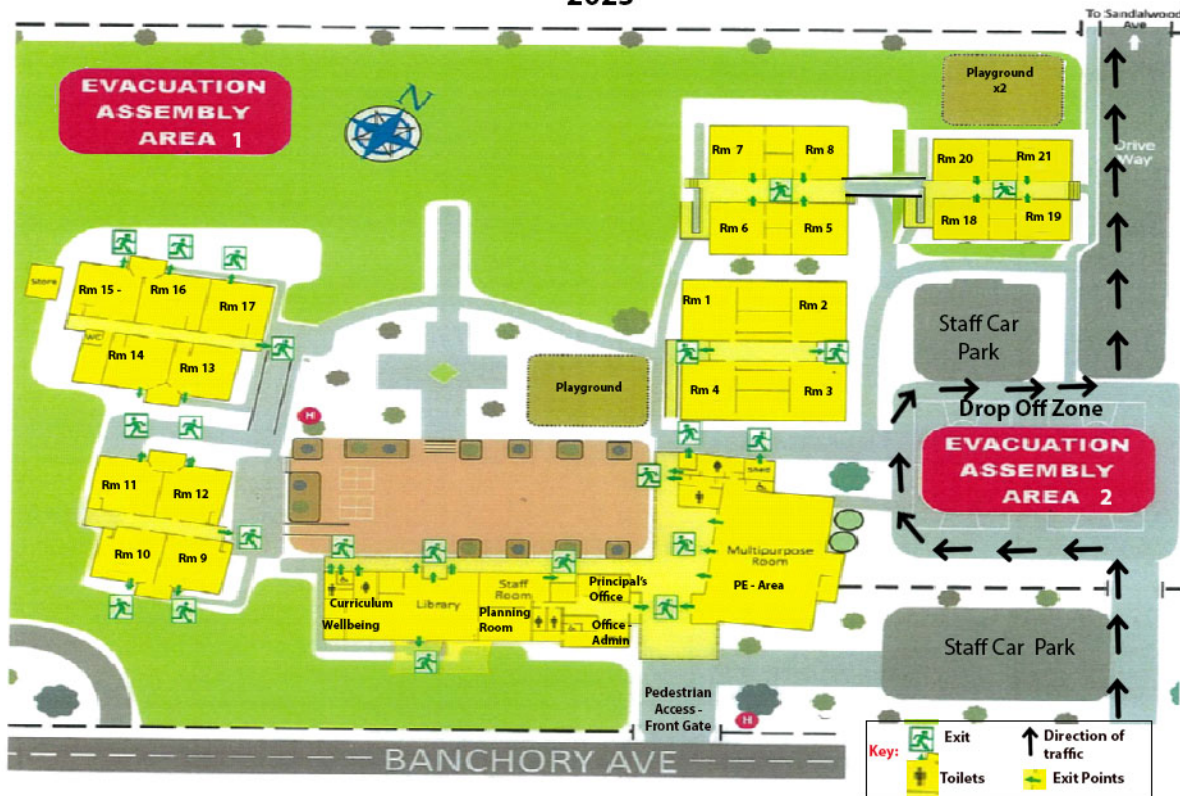 2023
To Sandalwood
Ave
EVACUATION
ASSEMBLY
AREA 1
N
Playground
x2
Drive
Way
Rm 7
Rm 8
Rm 20
Rm 21
Rm 6
Rm 5
Rm 18
Rm 19
Store
Rm 15 -
Rm 16
Rm 17
Rm 1
Rm 2
WC
Rm 14
Rm 13
Staff Car
Park
Playground
Rm 4
Rm 3
H
Drop Off Zone
EVACUATION
ASSEMBLY
AREA 2
Rm 11
Rm 12
Shed
Rm 10
Rm 9
Multipurpose
Room
PE - Area
Curriculum
Wellbeing
Library
Staff
Room
Planning
Room
Principal's
Office
Office -
Admin
Staff Car Park
Pedestrian
Access -
Front Gate
H
BANCHORY AVE
Key:
Exit
Direction of
traffic
Toilets
Exit Points